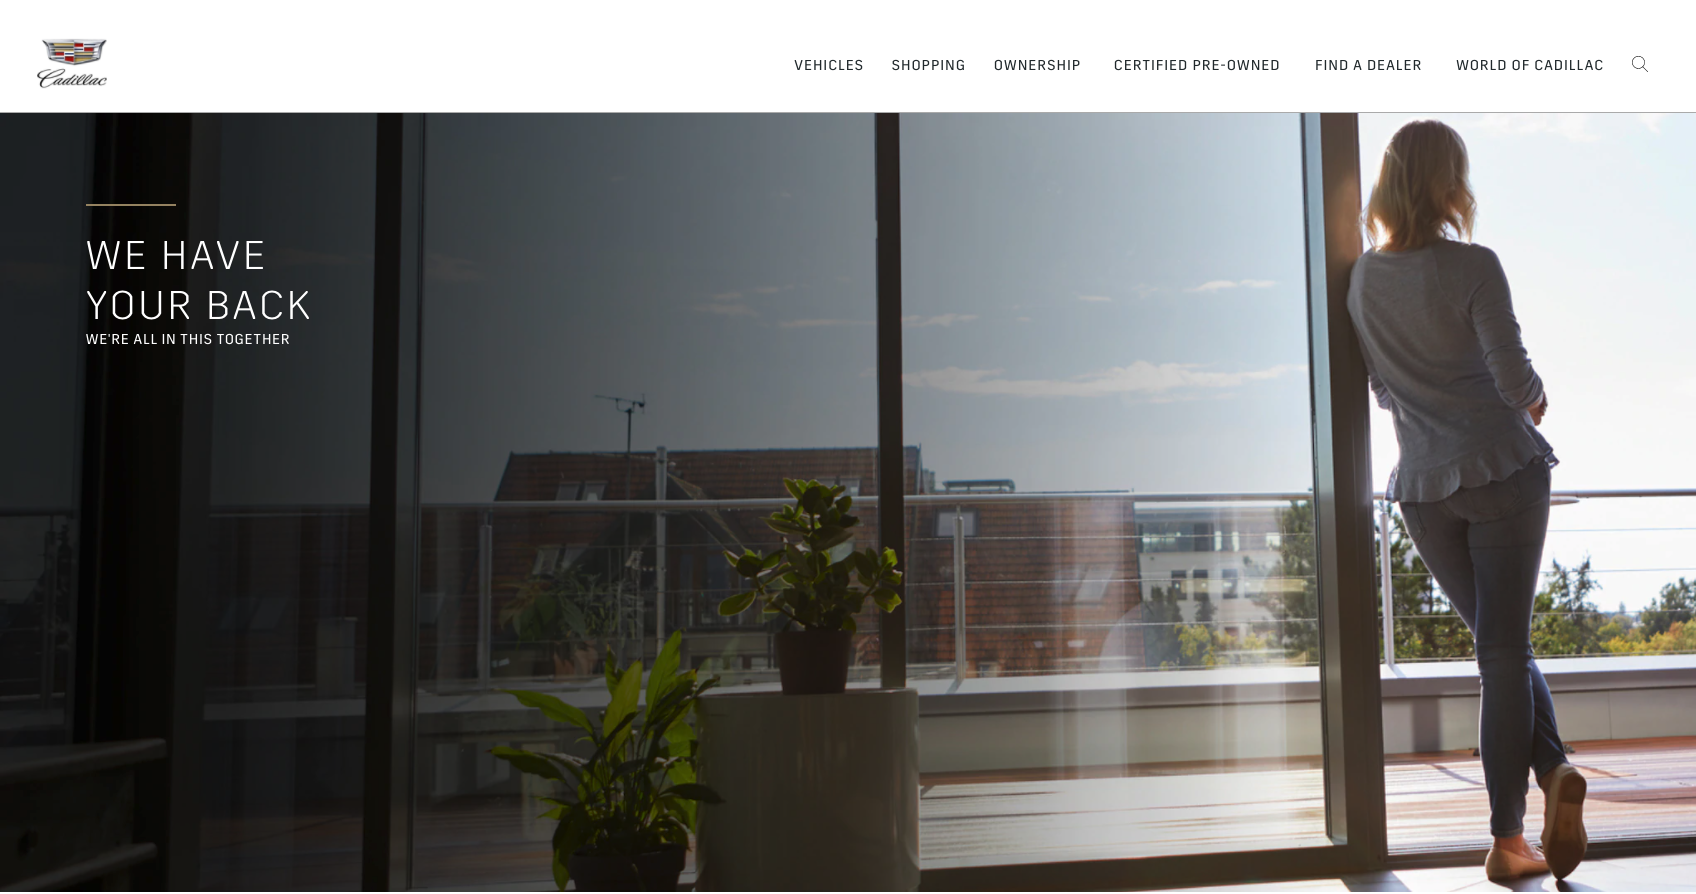 Cadillac
VEHICLES SHOPPING OWNERSHIP CERTIFIED PRE-OWNED FIND A DEALER WORLD OF CADILLAC
WE HAVE
YOUR BACK
WE'RE ALL IN THIS TOGETHER